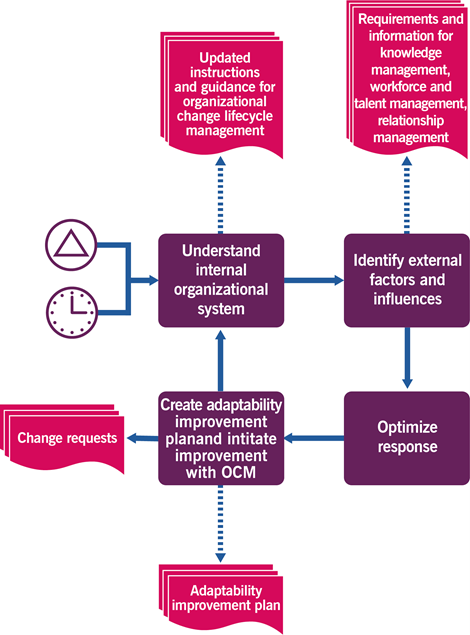 Updated
instructions
and guidance for
organizational
change lifecycle
management
Requirements and
information for
knowledge
management,
workforce and
talent management,
relationship
management
Understand
internal
organizational
system
Identify external
factors and
influences
Change requests
Create adaptability
improvement
planand intitate
improvement
with OCM
Optimize
response
Adaptability
improvement plan